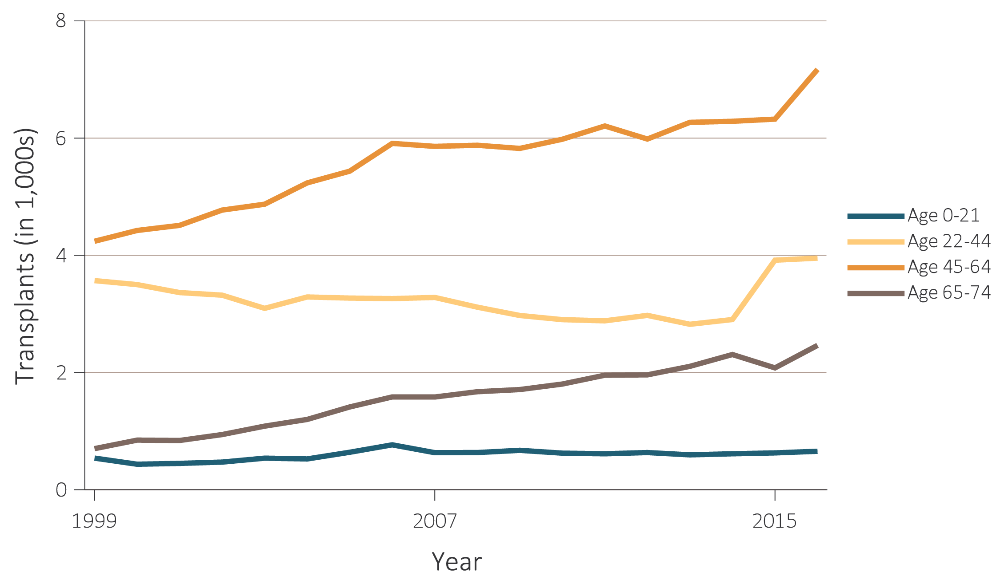 8
6
4
2
0
Transplants (in 1,000s)
1999
2007
2015
Year
Age 0-21
Age 22-44
Age 45-64
Age 65-74